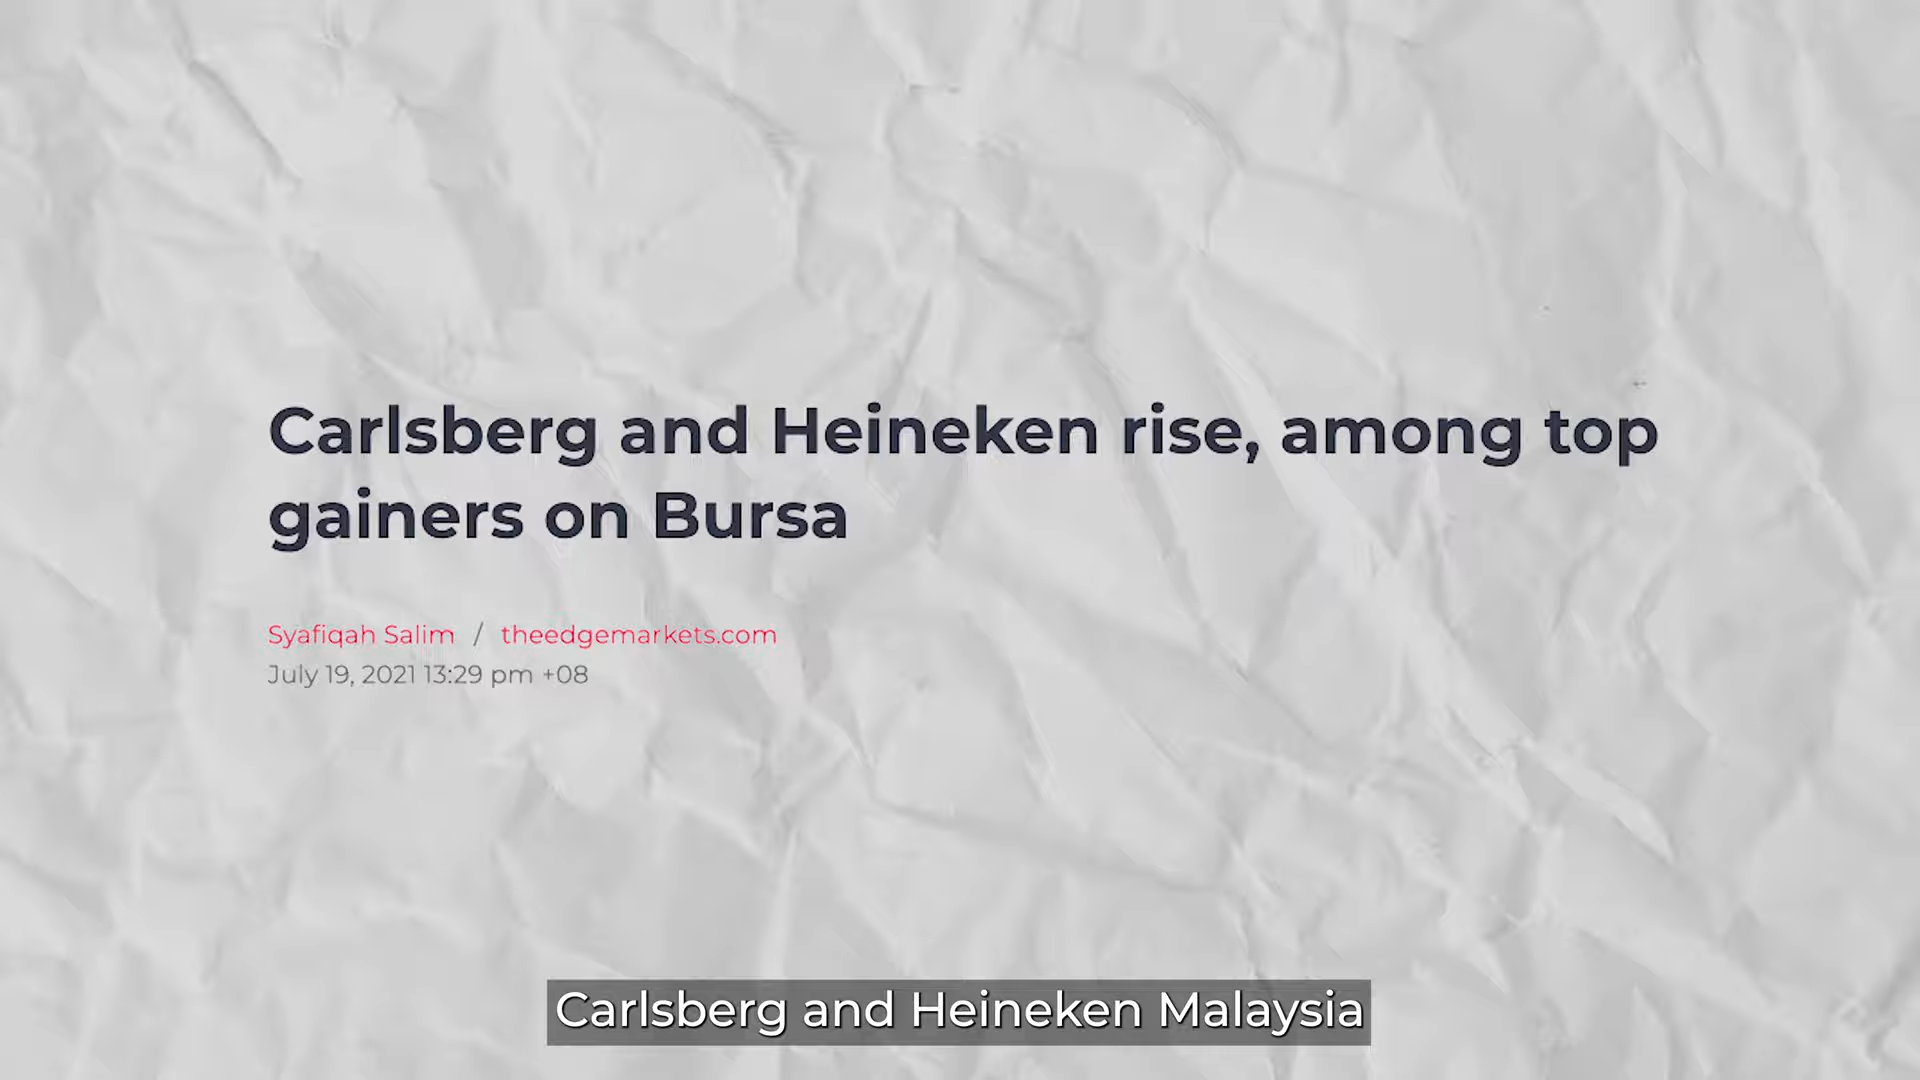 Carlsberg and Heineken rise, among top
gainers on Bursa
Syafiqah Salim / theedgemarkets.com
July 19, 2021 13:29 pm +08
Carlsberg and Heineken Malaysia